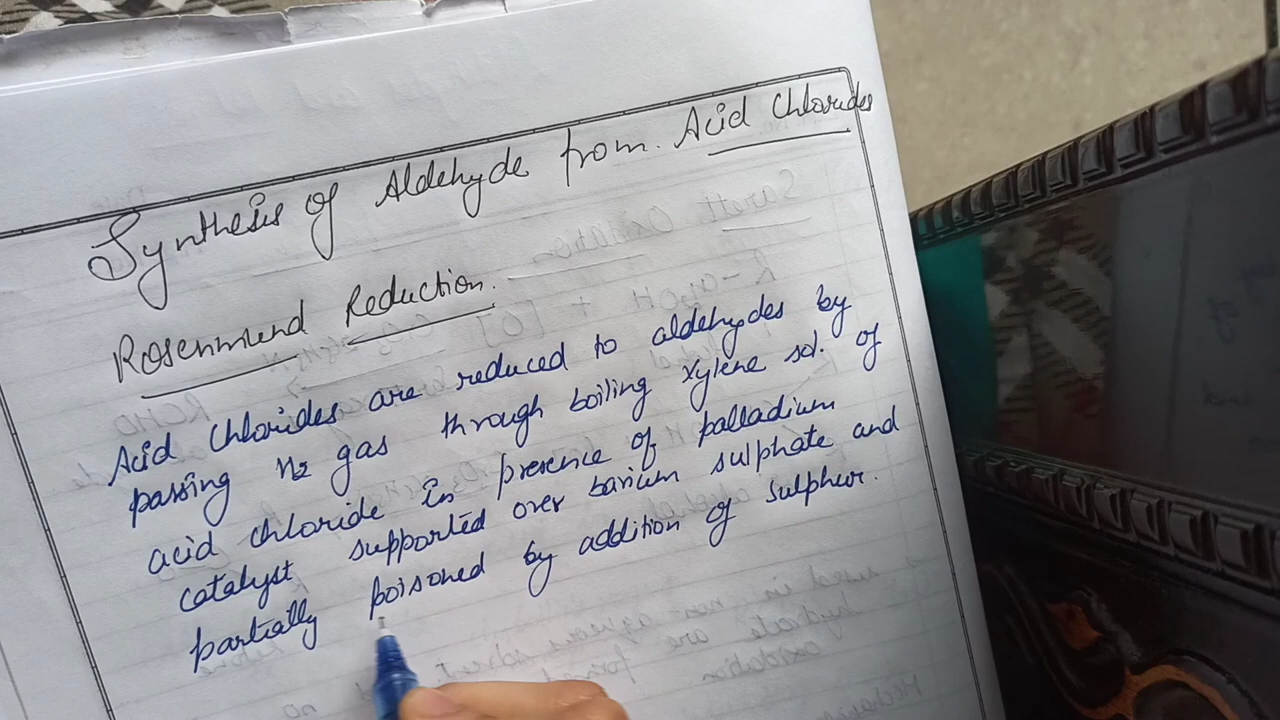 Synthesis of Aldehyde from. Acid Chlorides
Rosenmiend Reduction.
Acid Chlorides are reduced to aldehydes by
passing H2 gas through boiling xylene sol. of
acid chloride in presence of palladium
catalyst supported over barium sulphate and
partially poisoned by addition of sulpheur.